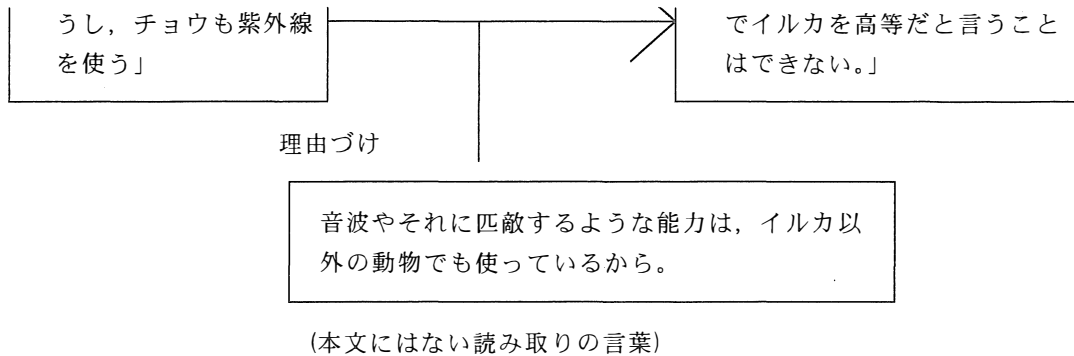 うし，チョウも紫外線
を使う」
でイルカを高等だと言うこと
はできない。」
理由づけ
音波やそれに匹敵するような能力は，イルカ以
外の動物でも使っているから。
(本文にはない読み取りの言葉)